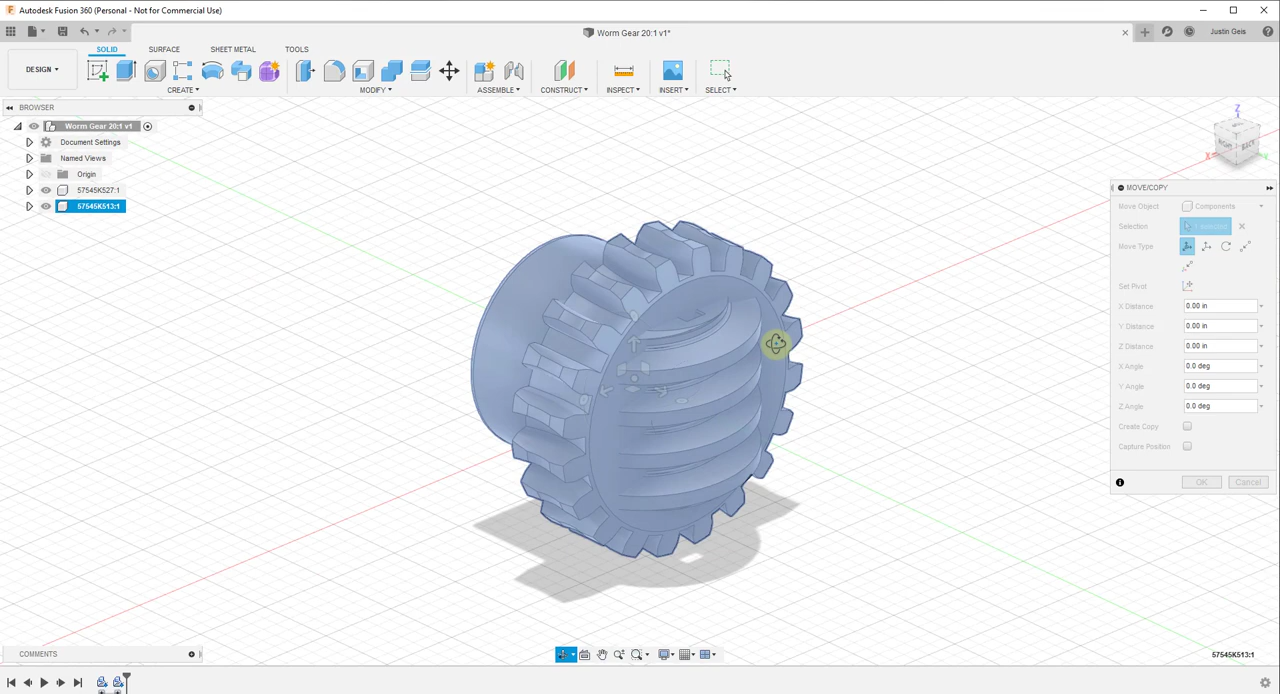 Autodesk Fusion 360 (Personal - Not for Commercial Use)
Worm Gear 20:1 v1*
Justin Geis
SOLID SURFACE SHEET METAL TOOLS
DESIGN
CREATE MODIFY ASSEMBLE CONSTRUCT INSPECT INSERT SELECT
BROWSER
Worm Gear 20:1 v1
Document Settings
Named Views
Origin
57545K527:1
57545K513:1
Z
X
Y
RIGHT
BACK
MOVE/COPY
Move Object Components
Selection 1 selected
Move Type
Set Pivot
X Distance 0.00 in
Y Distance 0.00 in
Z Distance 0.00 in
X Angle 0.0 deg
Y Angle 0.0 deg
Z Angle 0.0 deg
Create Copy
Capture Position
OK Cancel
COMMENTS
57545K513:1